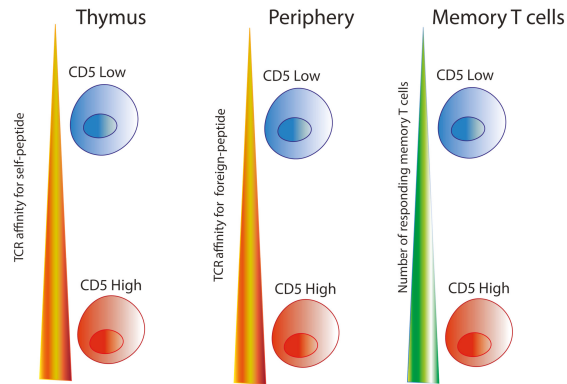 Thymus
Periphery
Memory T cells
TCR affinity for self-peptide
CD5 Low
CD5 High
TCR affinity for foreign-peptide
CD5 Low
CD5 High
Number of responding memory T cells
CD5 Low
CD5 High